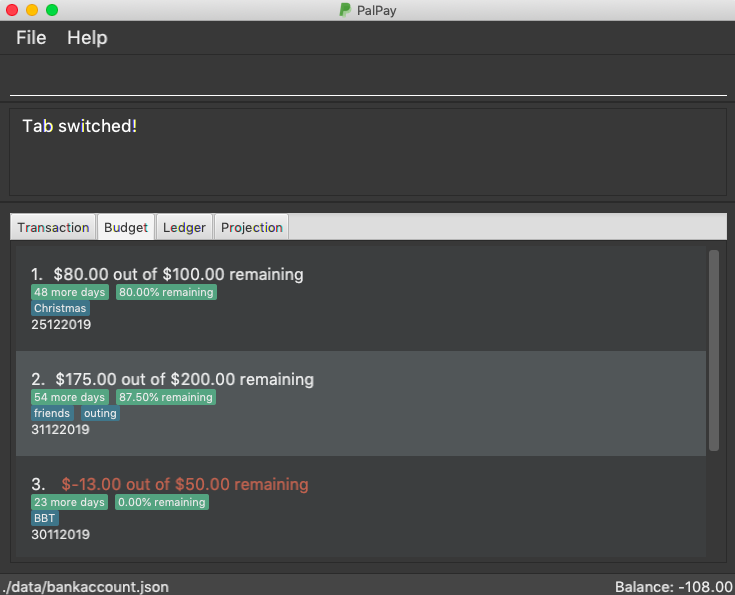 PalPay
File Help
Tab switched!
Transaction Budget Ledger Projection
1. $80.00 out of $100.00 remaining
48 more days 80.00% remaining
Christmas
25122019
2. $175.00 out of $200.00 remaining
54 more days 87.50% remaining
friends outing
31122019
3. $-13.00 out of $50.00 remaining
23 more days 0.00% remaining
BBT
30112019
./data/bankaccount.json Balance: -108.00